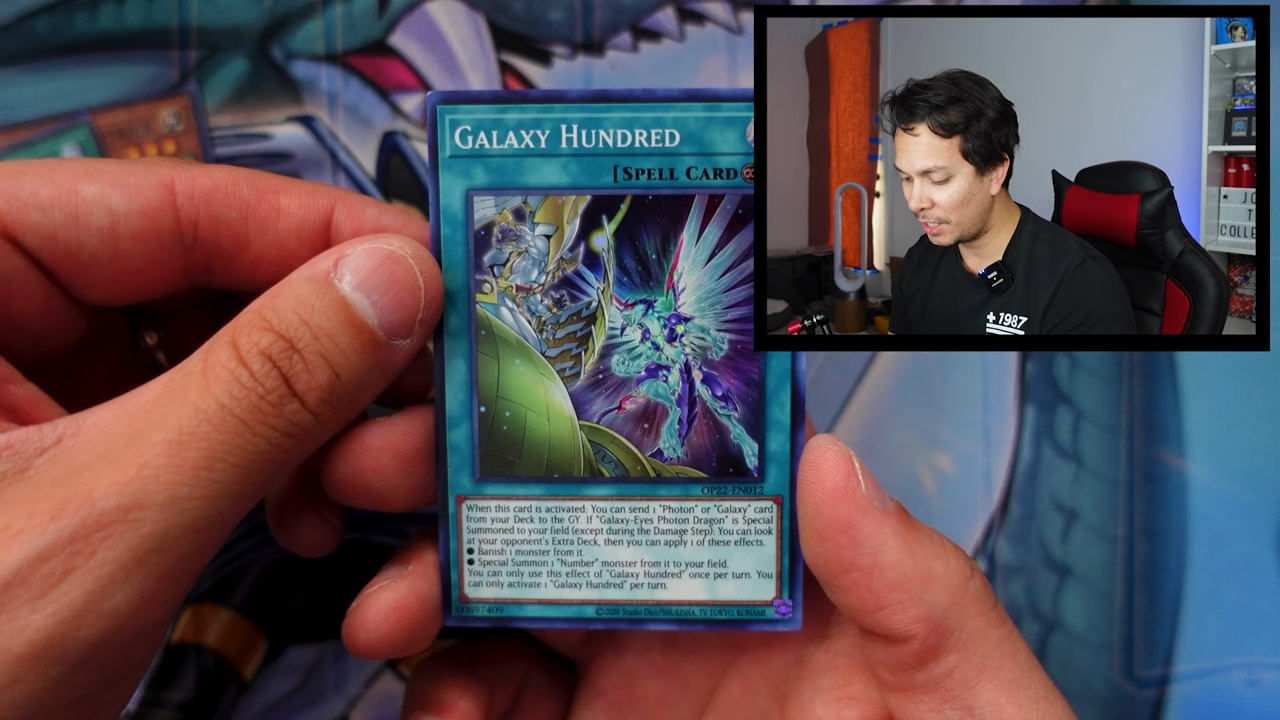 GALAXY HUNDRED
[SPELL CARD
OP22-EN012
When this card is activated: You can send 1 "Photon" or "Galaxy" card
from your Deck to the GY. If "Galaxy-Eyes Photon Dragon" is Special
Summoned to your field (except during the Damage Step): You can look
at your opponent's Extra Deck, then you can apply 1 of these effects.
● Banish 1 monster from it.
● Special Summon 1 "Number" monster from it to your field.
You can only use this effect of "Galaxy Hundred" once per turn. You
can only activate 1 "Galaxy Hundred" per turn.
00897409
©2020 Studio Dice/SHUEISHA, TV TOKYO, KONAMI
+1987
JO
T
COLLE